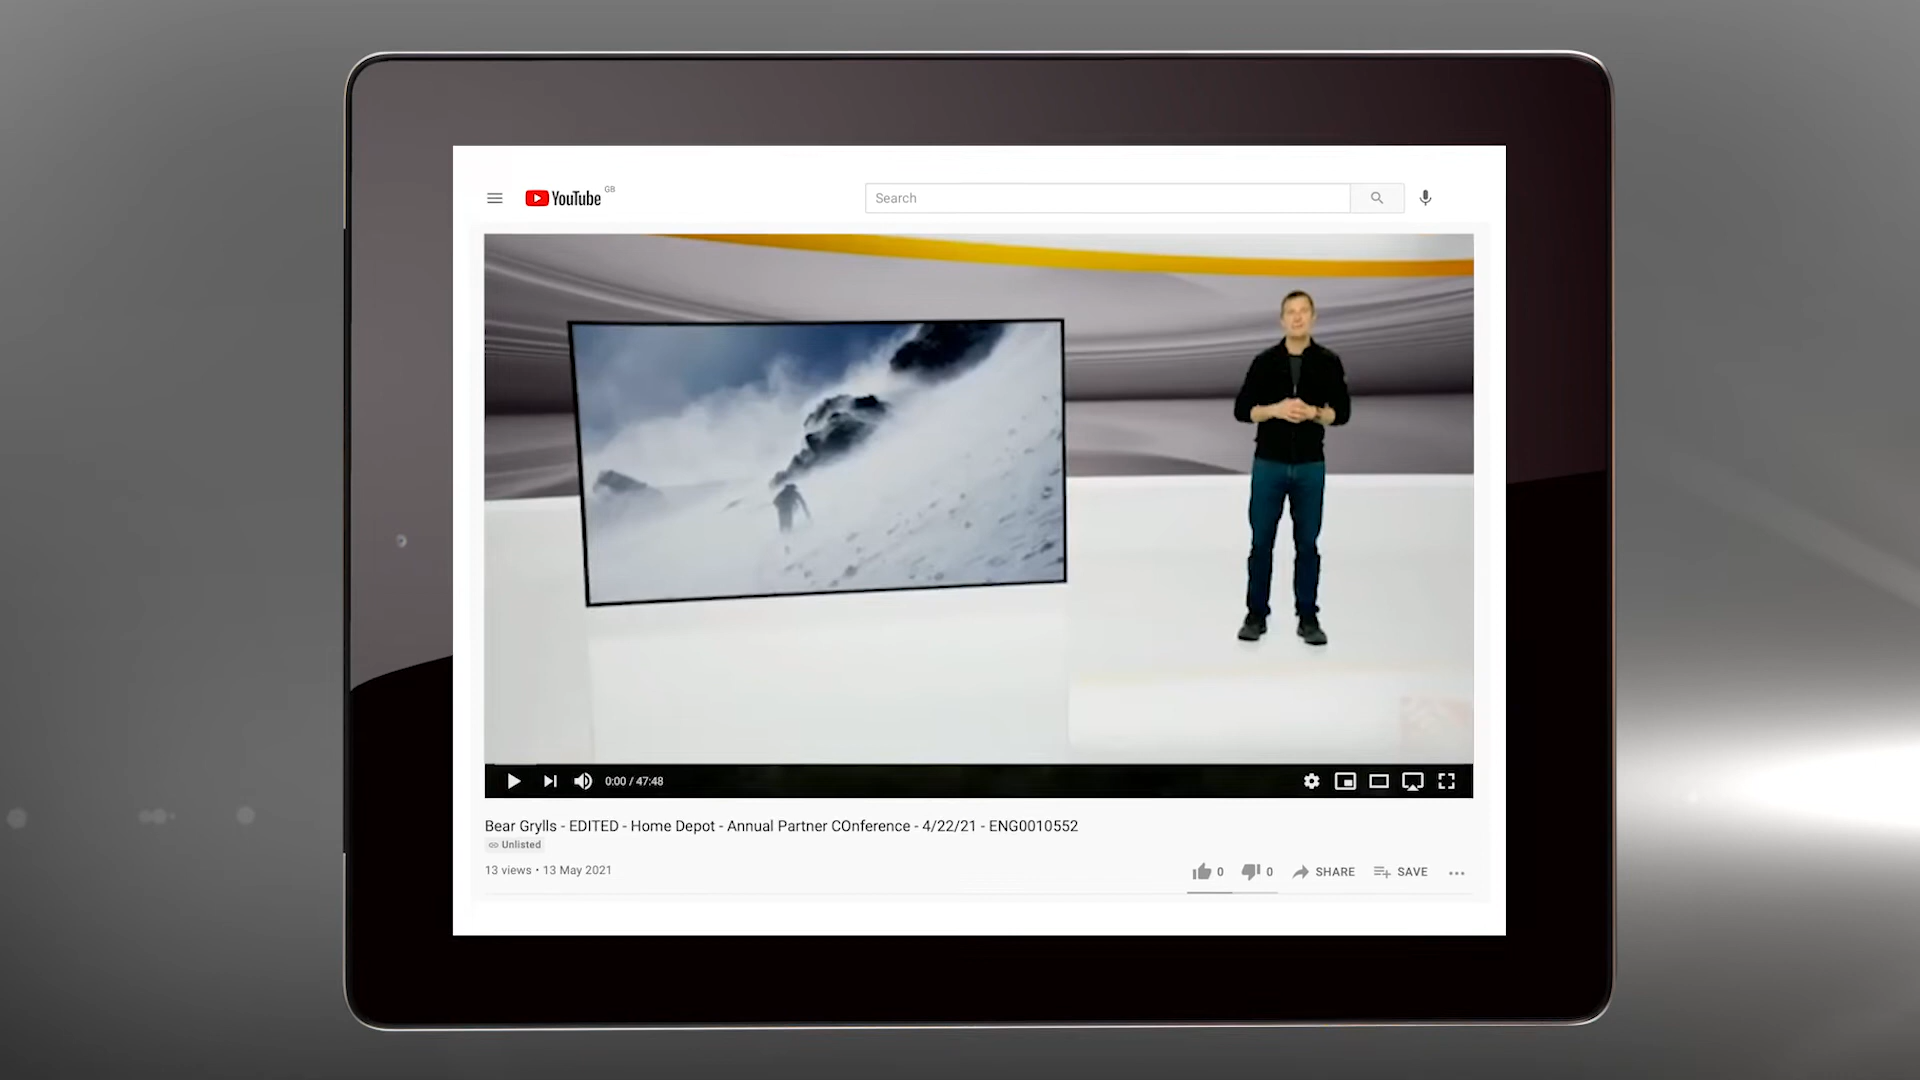 YouTube GB
Search
0:00 / 47:48
Bear Grylls - EDITED - Home Depot - Annual Partner COnference - 4/22/21 - ENG0010552
Unlisted
13 views • 13 May 2021
0
0
SHARE
SAVE